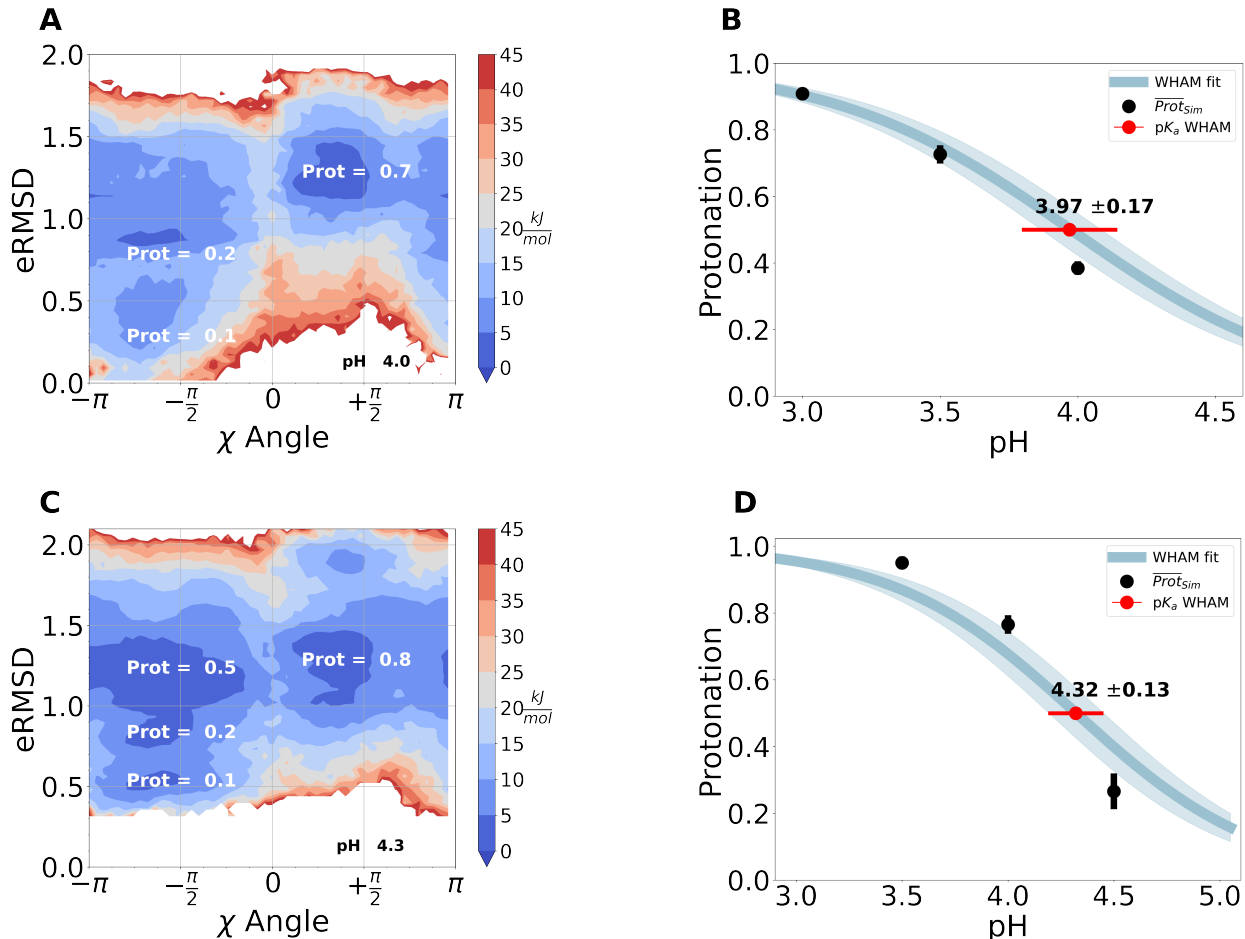 A
2.0
1.5
1.0
0.5
0.0
eRMSD
Prot = 0.7
Prot = 0.2
Prot = 0.1
pH 4.0
−π
−π/2
0
+π/2
π
χ Angle
45
40
35
30
25
20
15
10
5
0
kJ/mol
B
1.0
0.8
0.6
0.4
0.2
0.0
Protonation
WHAM fit
Prot_Sim
pK_a WHAM
3.97 ±0.17
3.0
3.5
4.0
4.5
pH
C
2.0
1.5
1.0
0.5
0.0
eRMSD
Prot = 0.5
Prot = 0.8
Prot = 0.2
Prot = 0.1
pH 4.3
−π
−π/2
0
+π/2
π
χ Angle
45
40
35
30
25
20
15
10
5
0
kJ/mol
D
1.0
0.8
0.6
0.4
0.2
0.0
Protonation
WHAM fit
Prot_Sim
pK_a WHAM
4.32 ±0.13
3.0
3.5
4.0
4.5
5.0
pH